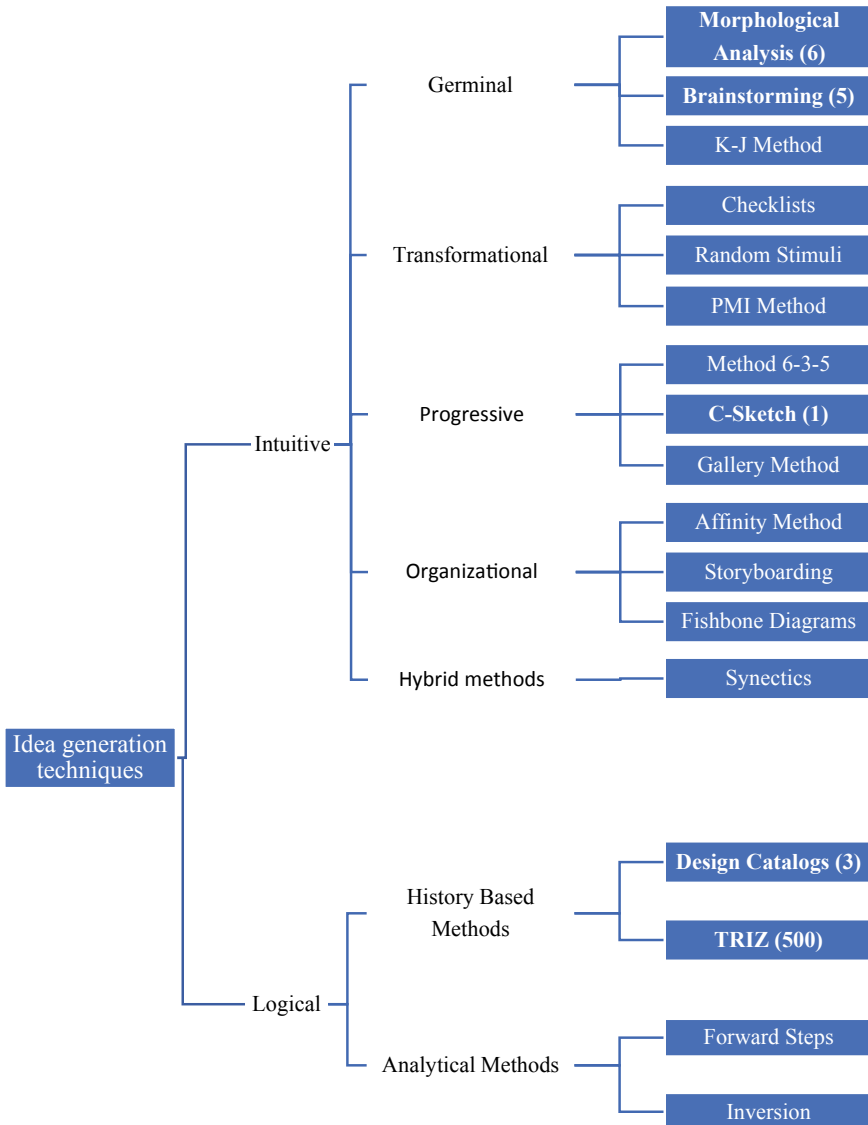 Idea generation
techniques
Intuitive
Germinal
Morphological
Analysis (6)
Brainstorming (5)
K-J Method
Transformational
Checklists
Random Stimuli
PMI Method
Progressive
Method 6-3-5
C-Sketch (1)
Gallery Method
Organizational
Affinity Method
Storyboarding
Fishbone Diagrams
Hybrid methods
Synectics
Logical
History Based
Methods
Design Catalogs (3)
TRIZ (500)
Analytical Methods
Forward Steps
Inversion